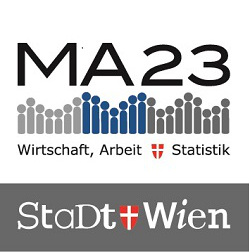 MA23
Wirtschaft, Arbeit Statistik
StaDt Wien